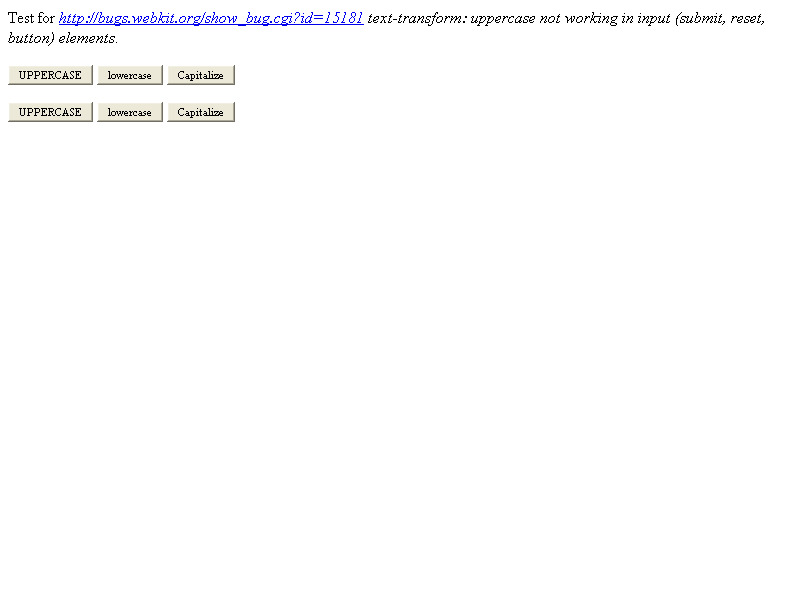 Test for http://bugs.webkit.org/show_bug.cgi?id=15181 text-transform: uppercase not working in input (submit, reset,
button) elements.
UPPERCASE lowercase Capitalize
UPPERCASE lowercase Capitalize